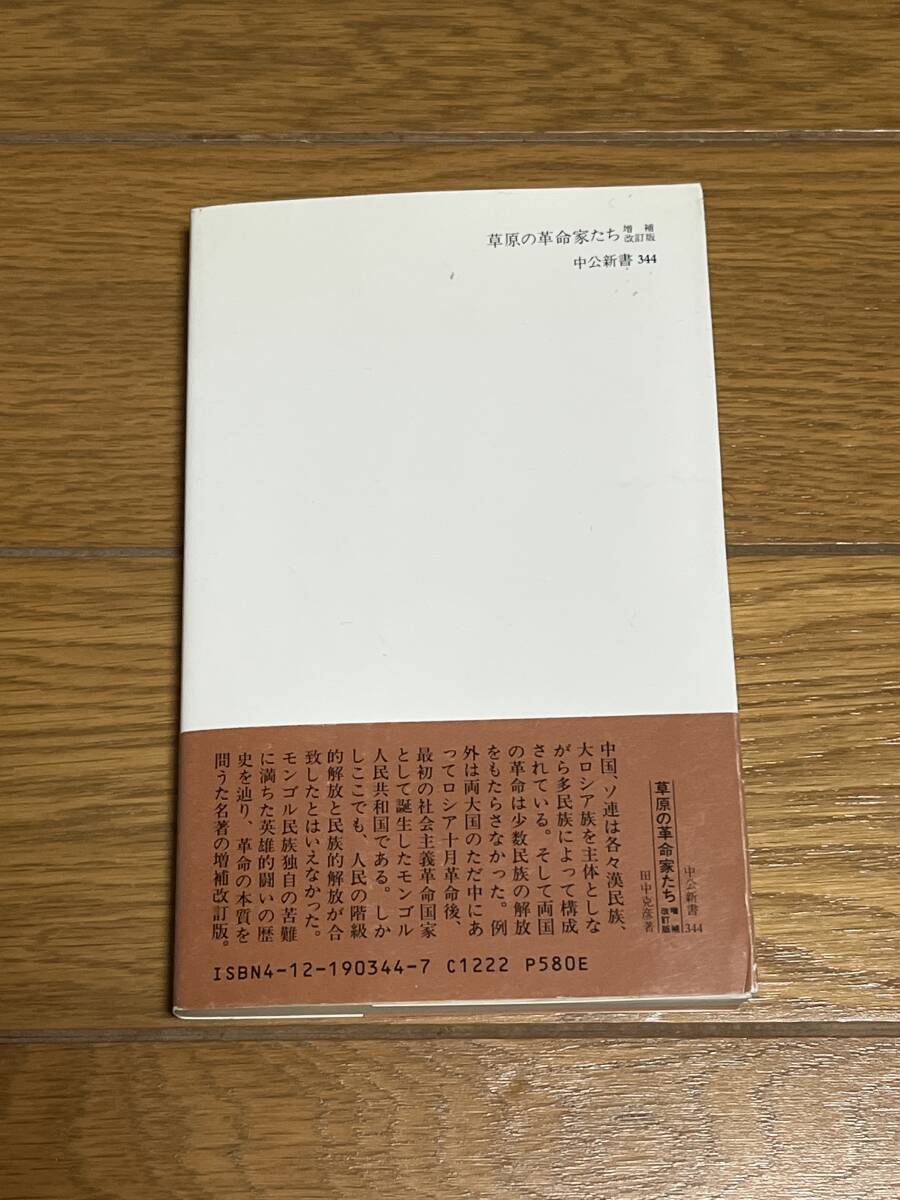 草原の革命家たち 増補改訂版
中公新書 344
中公新書 344
草原の革命家たち 増補改訂版
田中克彦著
中国、ソ連は各々漢民族、
大ロシア族を主体としな
がら多民族によって構成
されている。そして両国
の革命は少数民族の解放
をもたらさなかった。例
外は両大国のただ中にあ
ってロシア十月革命後、
最初の社会主義革命国家
として誕生したモンゴル
人民共和国である。しか
しここでも、人民の階級
的解放と民族的解放が合
致したとはいえなかった。
モンゴル民族独自の苦難
に満ちた英雄的闘いの歴
史を辿り、革命の本質を
問うた名著の増補改訂版。
ISBN4-12-190344-7 C1222 P580E